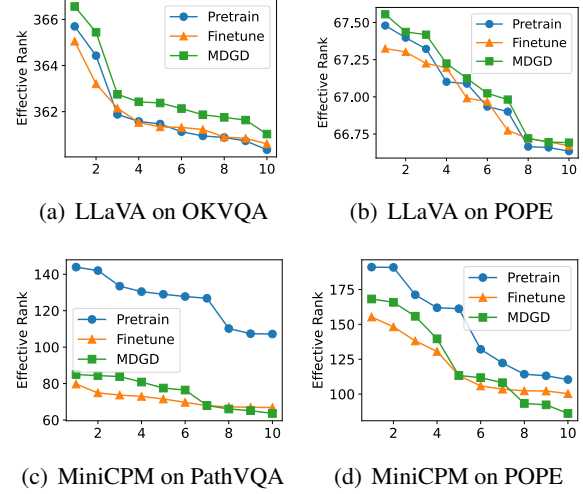 366
364
362
Effective Rank
Pretrain
Finetune
MDGD
2 4 6 8 10
(a) LLaVA on OKVQA
67.50
67.25
67.00
66.75
Effective Rank
Pretrain
Finetune
MDGD
2 4 6 8 10
(b) LLaVA on POPE
140
120
100
80
60
Effective Rank
Pretrain
Finetune
MDGD
2 4 6 8 10
(c) MiniCPM on PathVQA
175
150
125
100
Effective Rank
Pretrain
Finetune
MDGD
2 4 6 8 10
(d) MiniCPM on POPE